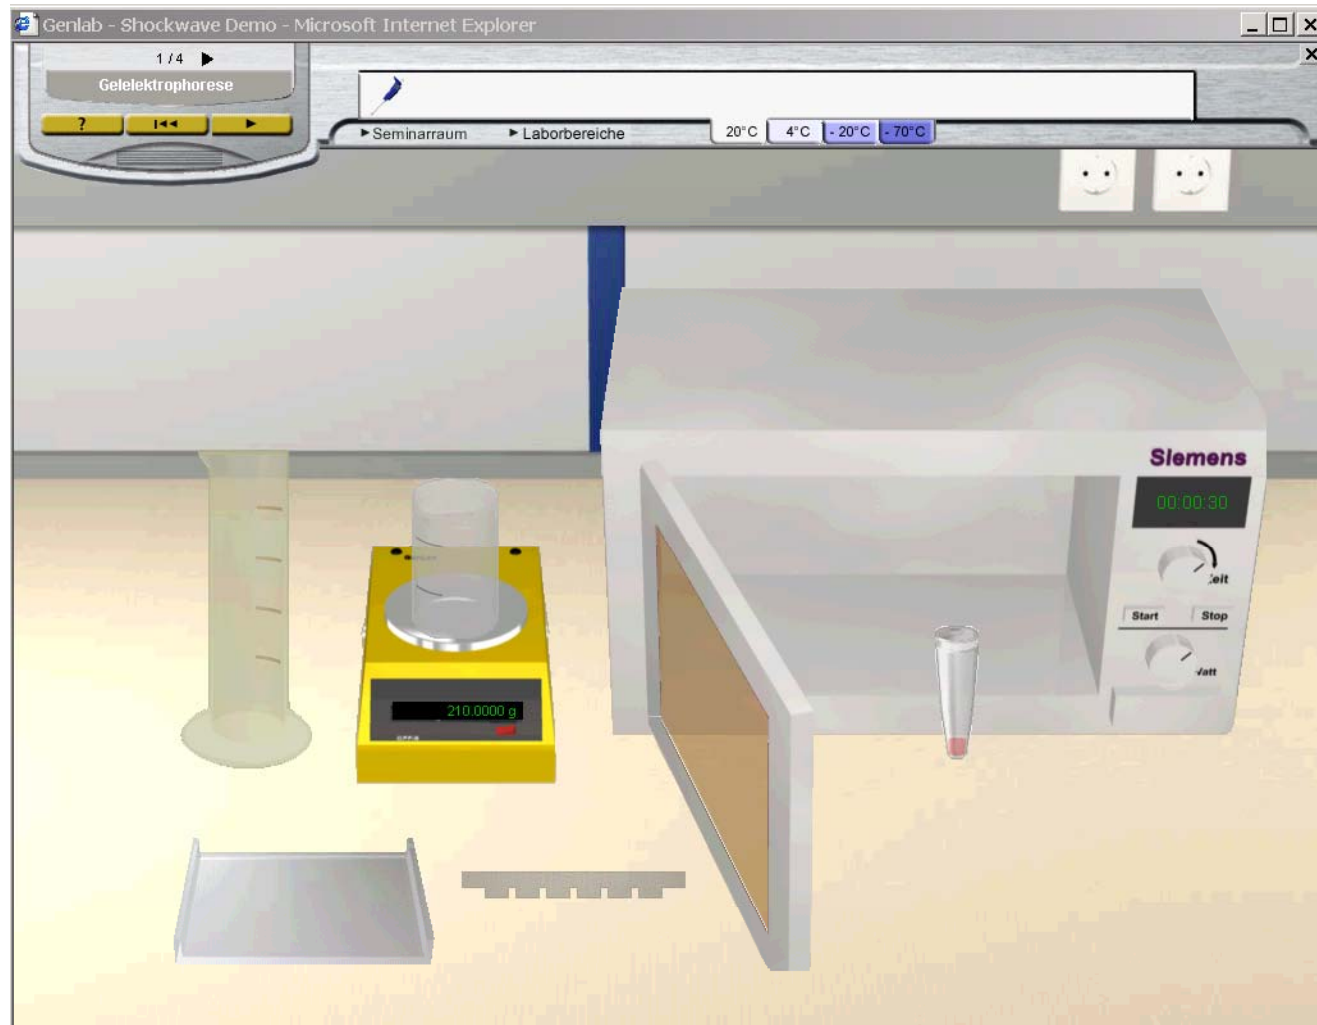 Genlab - Shockwave Demo - Microsoft Internet Explorer
1 / 4
Gelelektrophorese
?
Seminarraum
Laborbereiche
20°C
4°C
- 20°C
- 70°C
Siemens
00:00:30
Start
Stop
210.0000 g